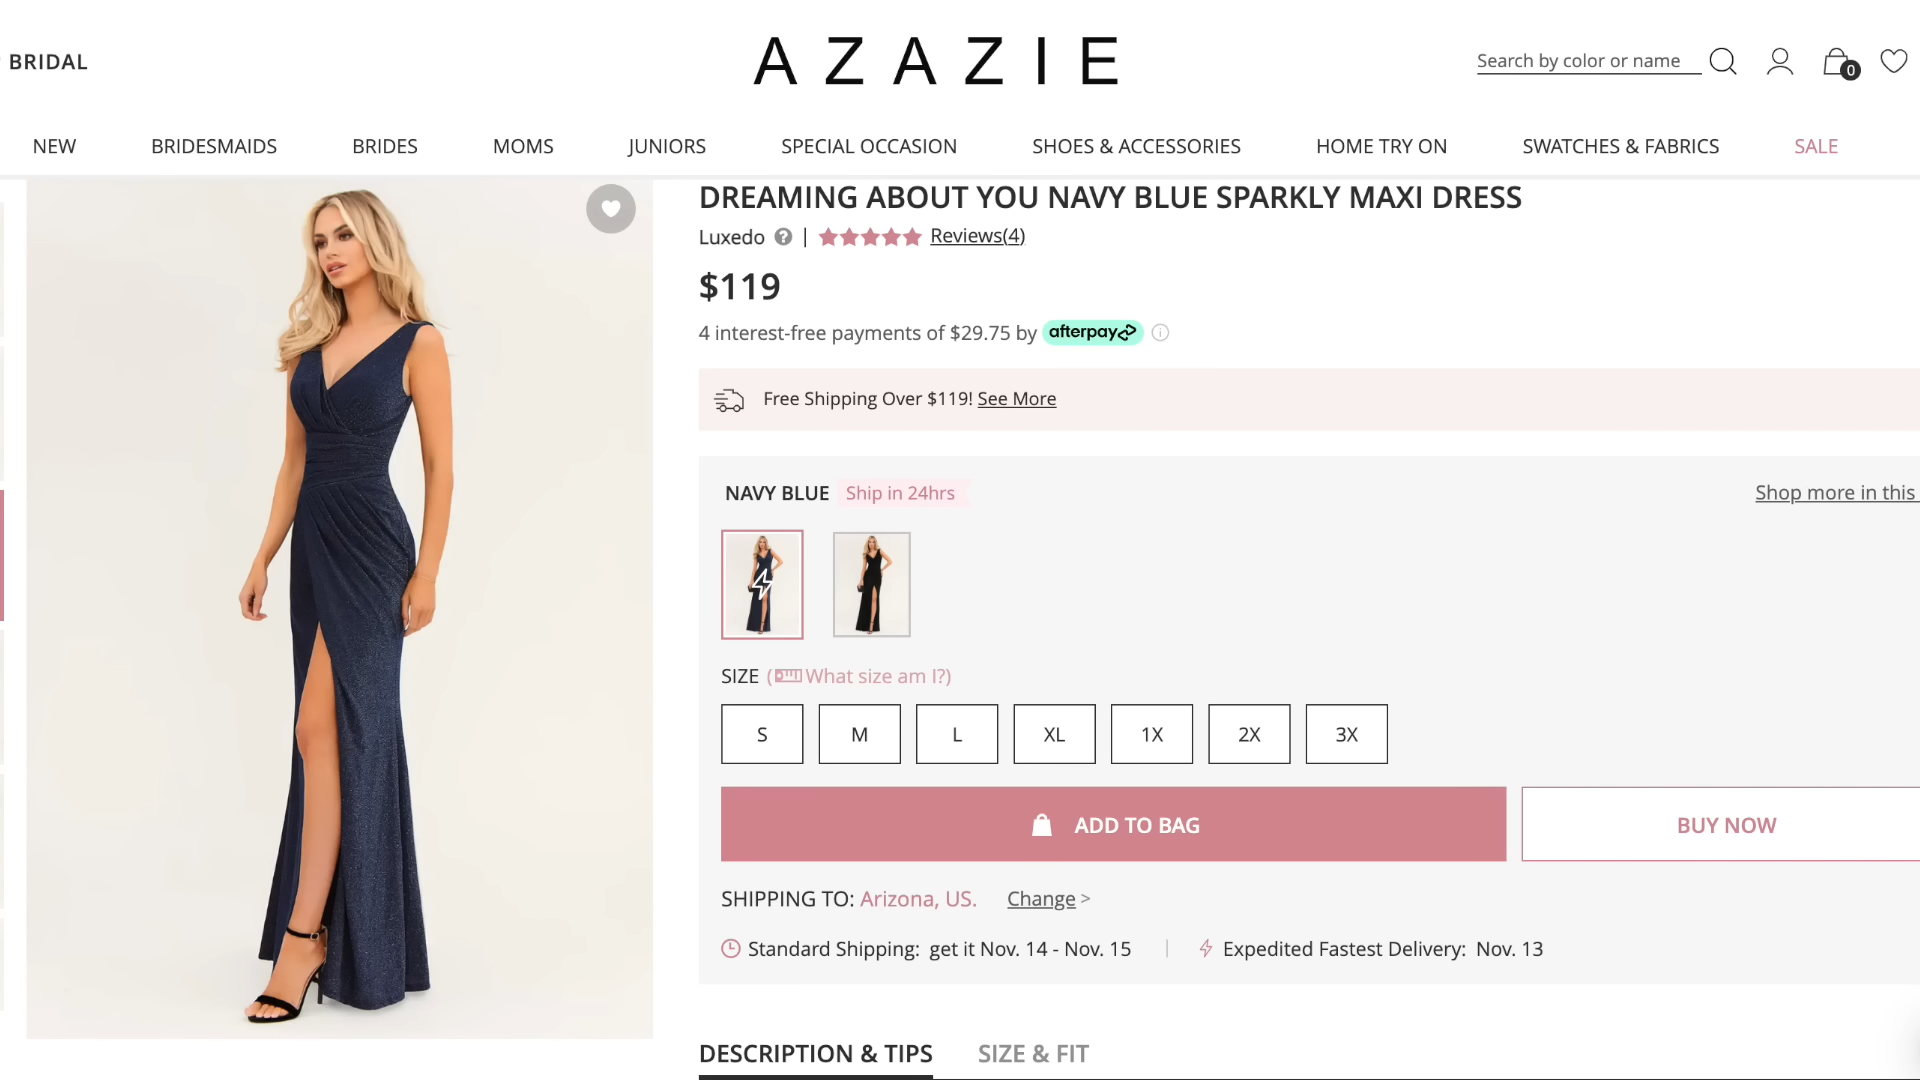 BRIDAL
AZAZIE
Search by color or name
0
NEW BRIDESMAIDS BRIDES MOMS JUNIORS SPECIAL OCCASION SHOES & ACCESSORIES HOME TRY ON SWATCHES & FABRICS SALE
DREAMING ABOUT YOU NAVY BLUE SPARKLY MAXI DRESS
Luxedo ? | Reviews(4)
$119
4 interest-free payments of $29.75 by afterpay
Free Shipping Over $119! See More
NAVY BLUE Ship in 24hrs
Shop more in this
SIZE (What size am I?)
S M L XL 1X 2X 3X
ADD TO BAG
BUY NOW
SHIPPING TO: Arizona, US. Change >
Standard Shipping: get it Nov. 14 - Nov. 15 | Expedited Fastest Delivery: Nov. 13
DESCRIPTION & TIPS SIZE & FIT